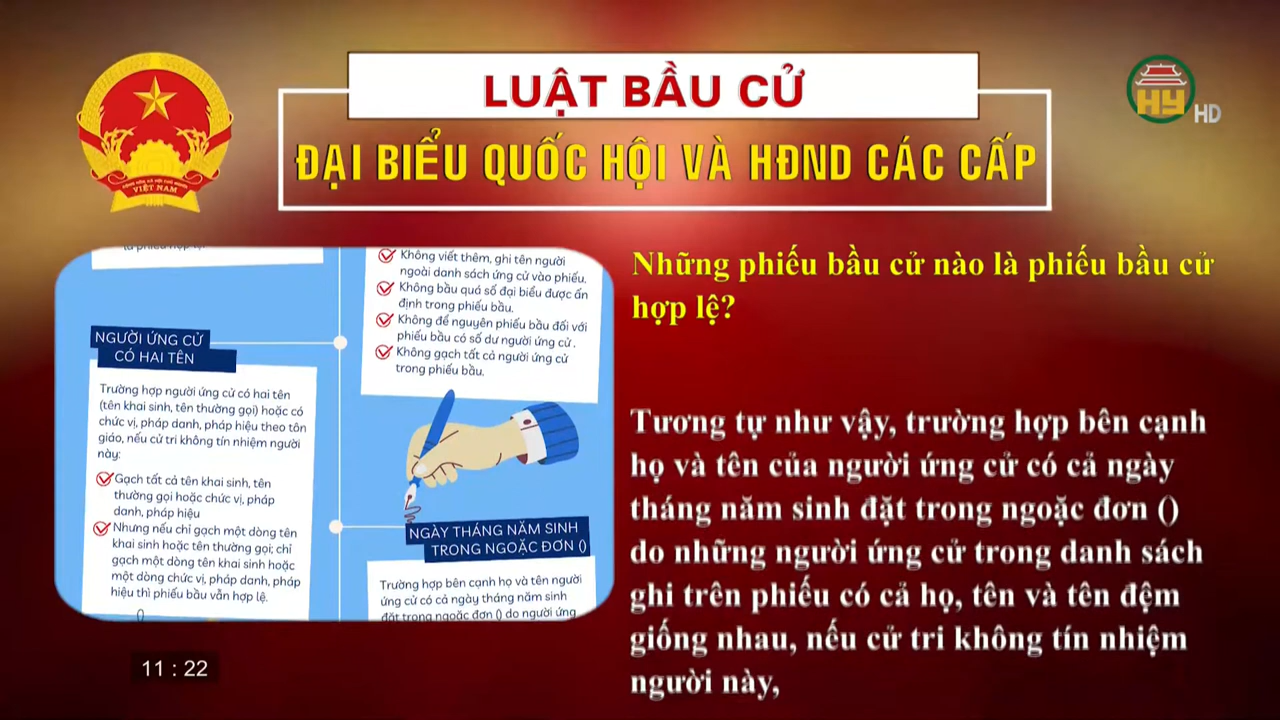 LUẬT BẦU CỬ
ĐẠI BIỂU QUỐC HỘI VÀ HĐND CÁC CẤP
HY HD
VIỆT NAM
Không viết thêm, ghi tên người
ngoài danh sách ứng cử vào phiếu.
Không bầu quá số đại biểu được ấn
định trong phiếu bầu.
Không để nguyên phiếu bầu đối với
phiếu bầu có số dư người ứng cử .
Không gạch tất cả người ứng cử
trong phiếu bầu.
NGƯỜI ỨNG CỬ
CÓ HAI TÊN
Trường hợp người ứng cử có hai tên
(tên khai sinh, tên thường gọi) hoặc có
chức vị, pháp danh, pháp hiệu theo tôn
giáo, nếu cử tri không tín nhiệm người
này:
Gạch tất cả tên khai sinh, tên
thường gọi hoặc chức vị, pháp
danh, pháp hiệu
Nhưng nếu chỉ gạch một dòng tên
khai sinh hoặc tên thường gọi; chỉ
gạch một dòng tên khai sinh hoặc
một dòng chức vị, pháp danh, pháp
hiệu thì phiếu bầu vẫn hợp lệ.
NGÀY THÁNG NĂM SINH
TRONG NGOẶC ĐƠN ()
Trường hợp bên cạnh họ và tên người
ứng cử có cả ngày tháng năm sinh
đặt trong ngoặc đơn () do người ứng
Những phiếu bầu cử nào là phiếu bầu cử
hợp lệ?
Tương tự như vậy, trường hợp bên cạnh
họ và tên của người ứng cử có cả ngày
tháng năm sinh đặt trong ngoặc đơn ()
do những người ứng cử trong danh sách
ghi trên phiếu có cả họ, tên và tên đệm
giống nhau, nếu cử tri không tín nhiệm
người này,
11 : 22